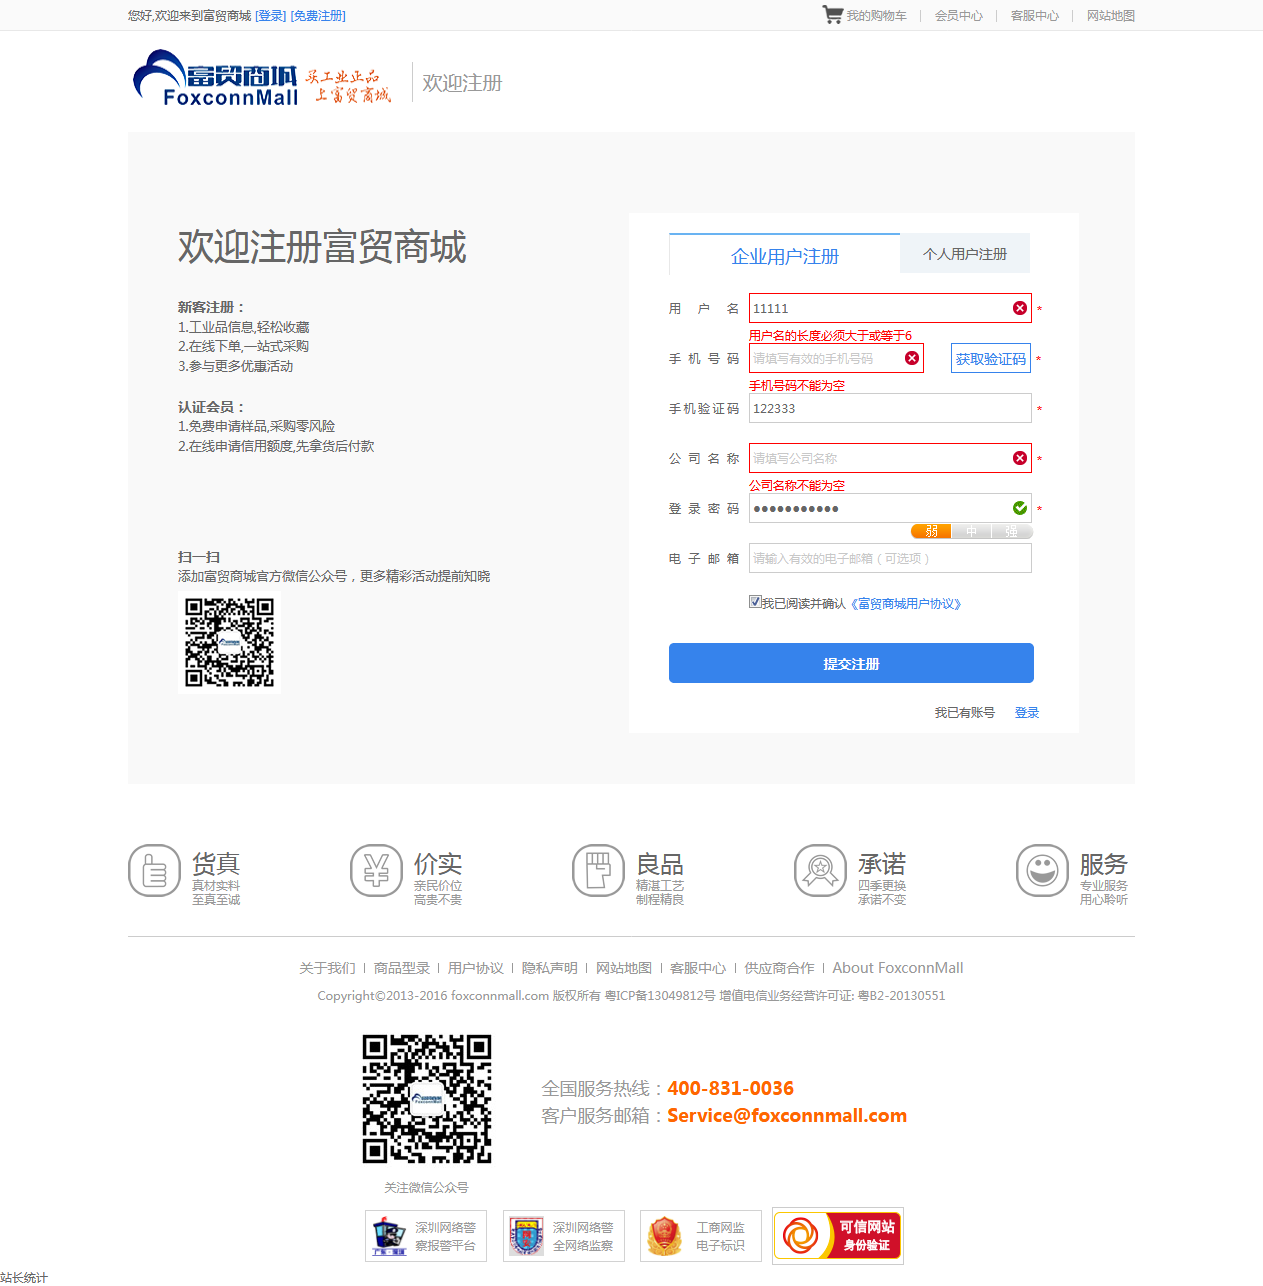 您好,欢迎来到富贸商城 [登录] [免费注册]
我的购物车 | 会员中心 | 客服中心 | 网站地图
富贸商城
FoxconnMall
买工业正品
上富贸商城
欢迎注册
欢迎注册富贸商城
新客注册：
1.工业品信息,轻松收藏
2.在线下单,一站式采购
3.参与更多优惠活动
认证会员：
1.免费申请样品,采购零风险
2.在线申请信用额度,先拿货后付款
扫一扫
添加富贸商城官方微信公众号，更多精彩活动提前知晓
企业用户注册
个人用户注册
用户名 11111 *
用户名的长度必须大于或等于6
手机号码 请填写有效的手机号码 获取验证码 *
手机号码不能为空
手机验证码 122333 *
公司名称 请填写公司名称 *
公司名称不能为空
登录密码 ●●●●●●●●●●● *
弱 中 强
电子邮箱 请输入有效的电子邮箱（可选项）
我已阅读并确认《富贸商城用户协议》
提交注册
我已有账号 登录
货真
真材实料
至真至诚
价实
亲民价位
高贵不贵
良品
精湛工艺
制程精良
承诺
四季更换
承诺不变
服务
专业服务
用心聆听
关于我们 | 商品型录 | 用户协议 | 隐私声明 | 网站地图 | 客服中心 | 供应商合作 | About FoxconnMall
Copyright©2013-2016 foxconnmall.com 版权所有 粤ICP备13049812号 增值电信业务经营许可证: 粤B2-20130551
全国服务热线：400-831-0036
客户服务邮箱：Service@foxconnmall.com
关注微信公众号
深圳网络警
察报警平台
深圳网络警
全网络监察
工商网监
电子标识
可信网站
身份验证
站长统计